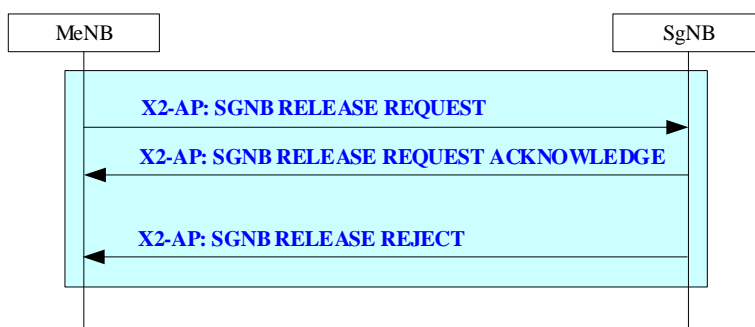 MeNB
SgNB
X2-AP: SGNB RELEASE REQUEST
X2-AP: SGNB RELEASE REQUEST ACKNOWLEDGE
X2-AP: SGNB RELEASE REJECT